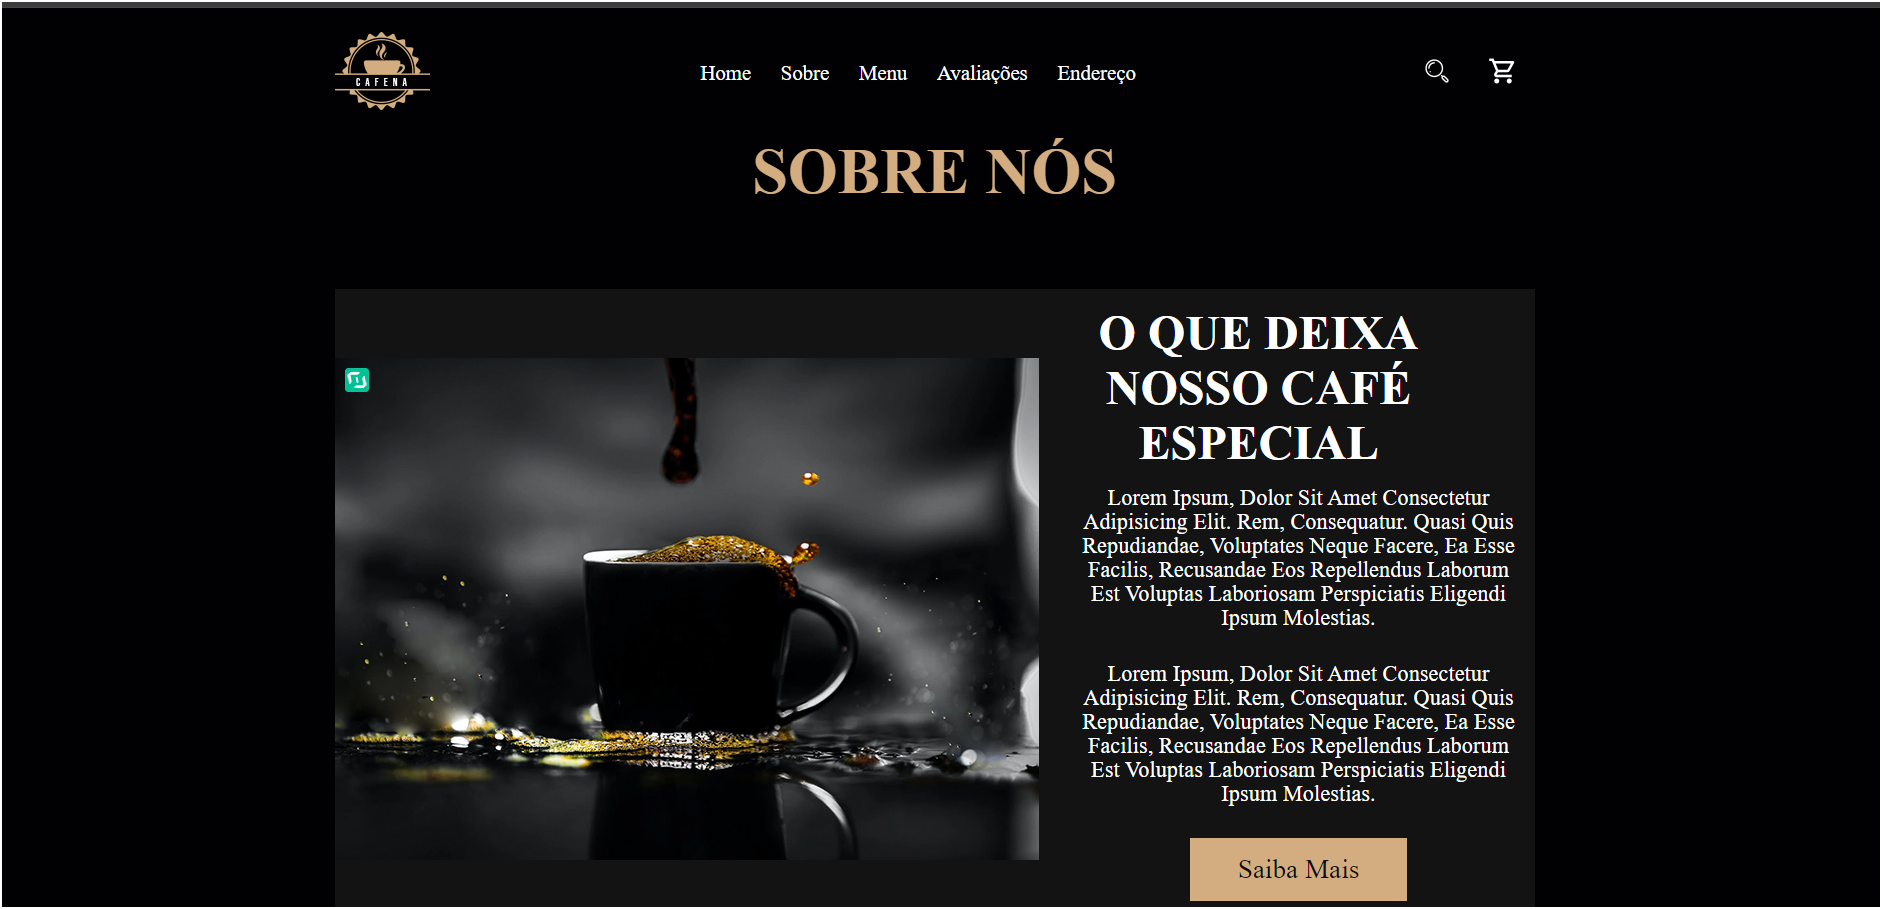 CAFENA
Home Sobre Menu Avaliações Endereço
SOBRE NÓS
O QUE DEIXA
NOSSO CAFÉ
ESPECIAL
Lorem Ipsum, Dolor Sit Amet Consectetur
Adipisicing Elit. Rem, Consequatur. Quasi Quis
Repudiandae, Voluptates Neque Facere, Ea Esse
Facilis, Recusandae Eos Repellendus Laborum
Est Voluptas Laboriosam Perspiciatis Eligendi
Ipsum Molestias.
Lorem Ipsum, Dolor Sit Amet Consectetur
Adipisicing Elit. Rem, Consequatur. Quasi Quis
Repudiandae, Voluptates Neque Facere, Ea Esse
Facilis, Recusandae Eos Repellendus Laborum
Est Voluptas Laboriosam Perspiciatis Eligendi
Ipsum Molestias.
Saiba Mais